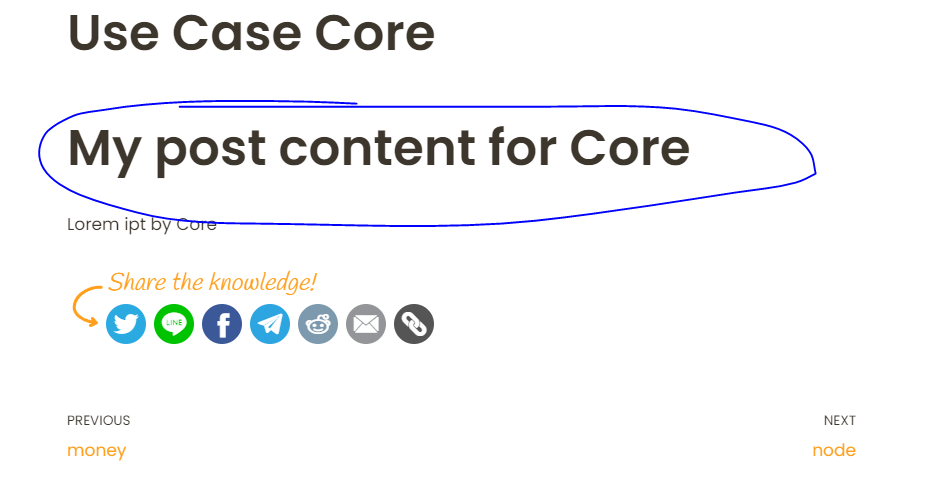 Use Case Core
My post content for Core
Lorem ipt by Core
Share the knowledge!
LINE
PREVIOUS
NEXT
money
node